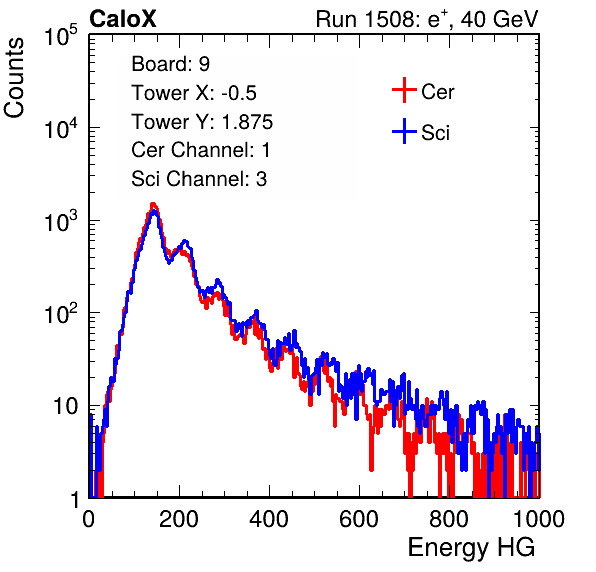 CaloX Run 1508: e⁺, 40 GeV
Counts
10⁵
10⁴
10³
10²
10
1
Board: 9
Tower X: -0.5
Tower Y: 1.875
Cer Channel: 1
Sci Channel: 3
Cer
Sci
0 200 400 600 800 1000
Energy HG